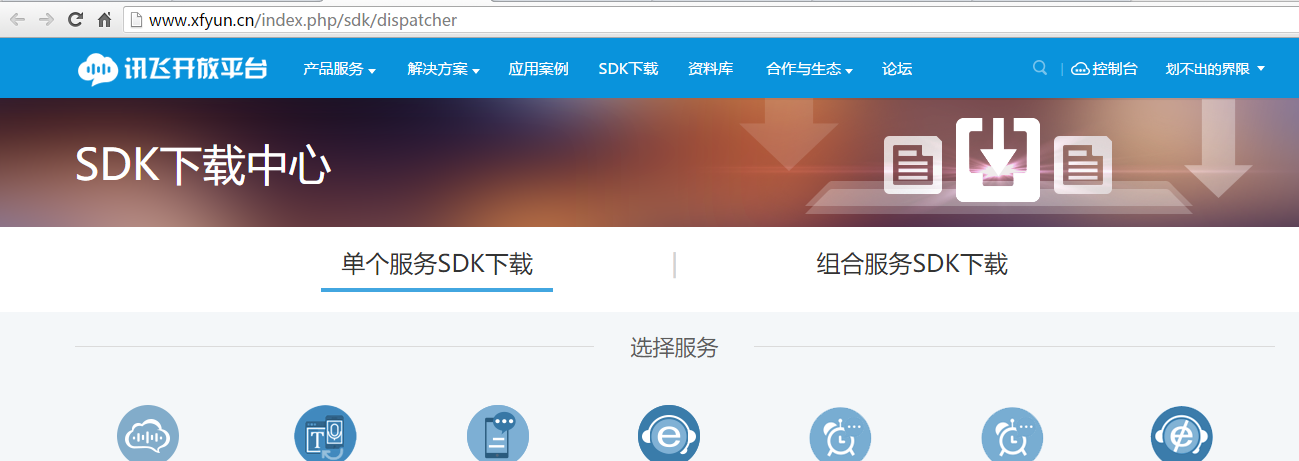 www.xfyun.cn/index.php/sdk/dispatcher
讯飞开放平台 产品服务 解决方案 应用案例 SDK下载 资料库 合作与生态 论坛 | 控制台 划不出的界限
SDK下载中心
单个服务SDK下载 | 组合服务SDK下载
选择服务
T
e
e